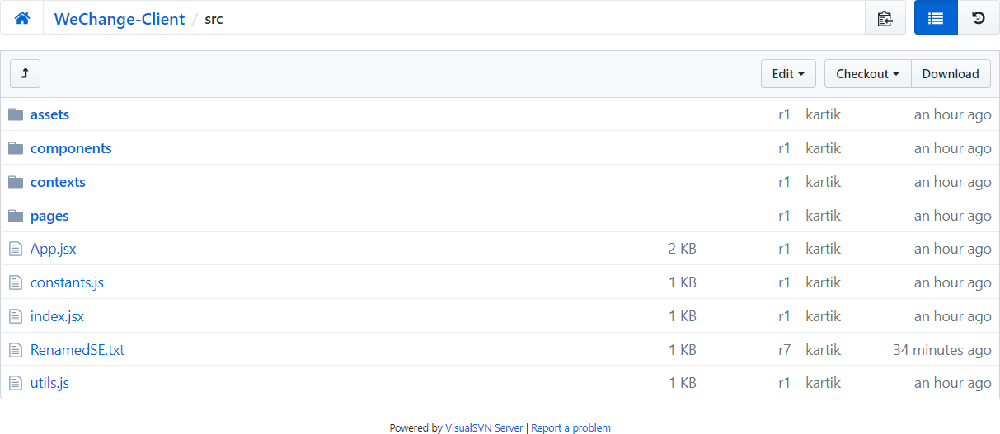 WeChange-Client / src
Edit Checkout Download
assets r1 kartik an hour ago
components r1 kartik an hour ago
contexts r1 kartik an hour ago
pages r1 kartik an hour ago
App.jsx 2 KB r1 kartik an hour ago
constants.js 1 KB r1 kartik an hour ago
index.jsx 1 KB r1 kartik an hour ago
RenamedSE.txt 1 KB r7 kartik 34 minutes ago
utils.js 1 KB r1 kartik an hour ago
Powered by VisualSVN Server | Report a problem